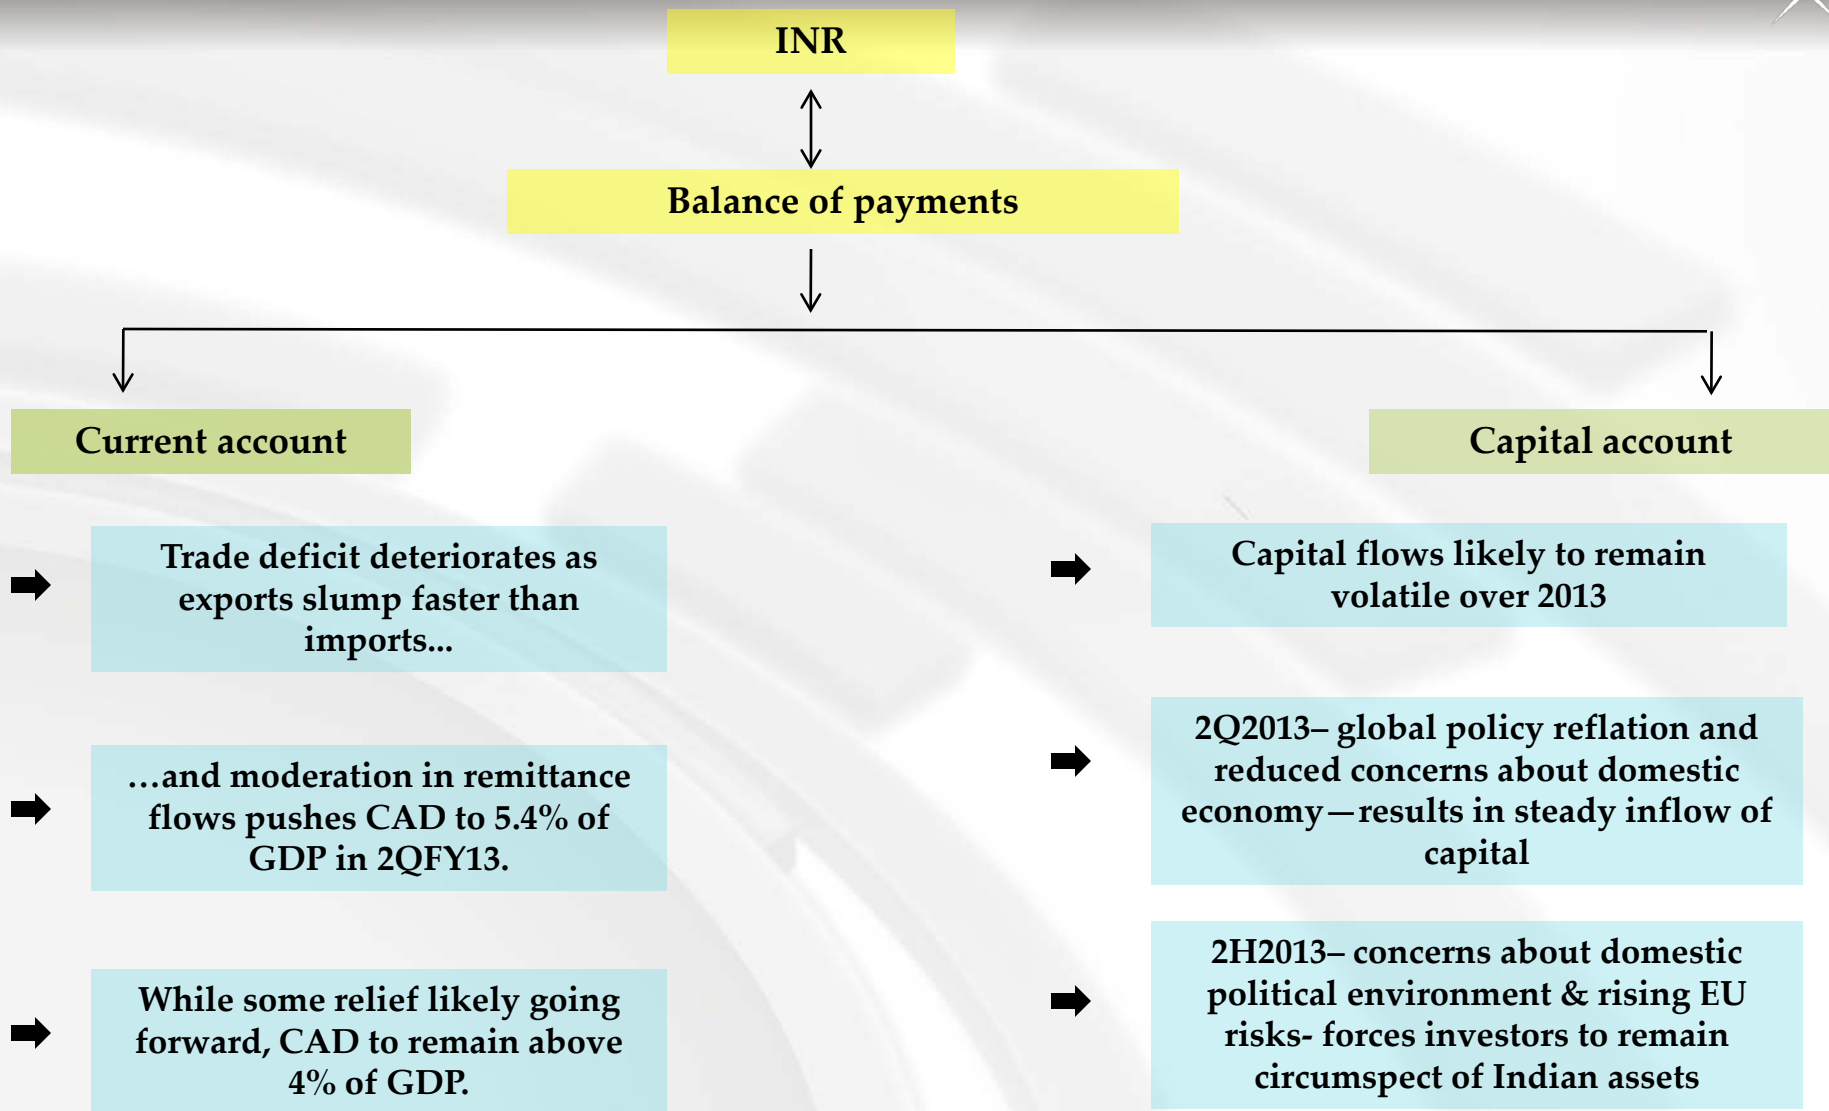 INR
Balance of payments
Current account
Trade deficit deteriorates as
exports slump faster than
imports...
…and moderation in remittance
flows pushes CAD to 5.4% of
GDP in 2QFY13.
While some relief likely going
forward, CAD to remain above
4% of GDP.
Capital account
Capital flows likely to remain
volatile over 2013
2Q2013– global policy reflation and
reduced concerns about domestic
economy—results in steady inflow of
capital
2H2013– concerns about domestic
political environment & rising EU
risks- forces investors to remain
circumspect of Indian assets